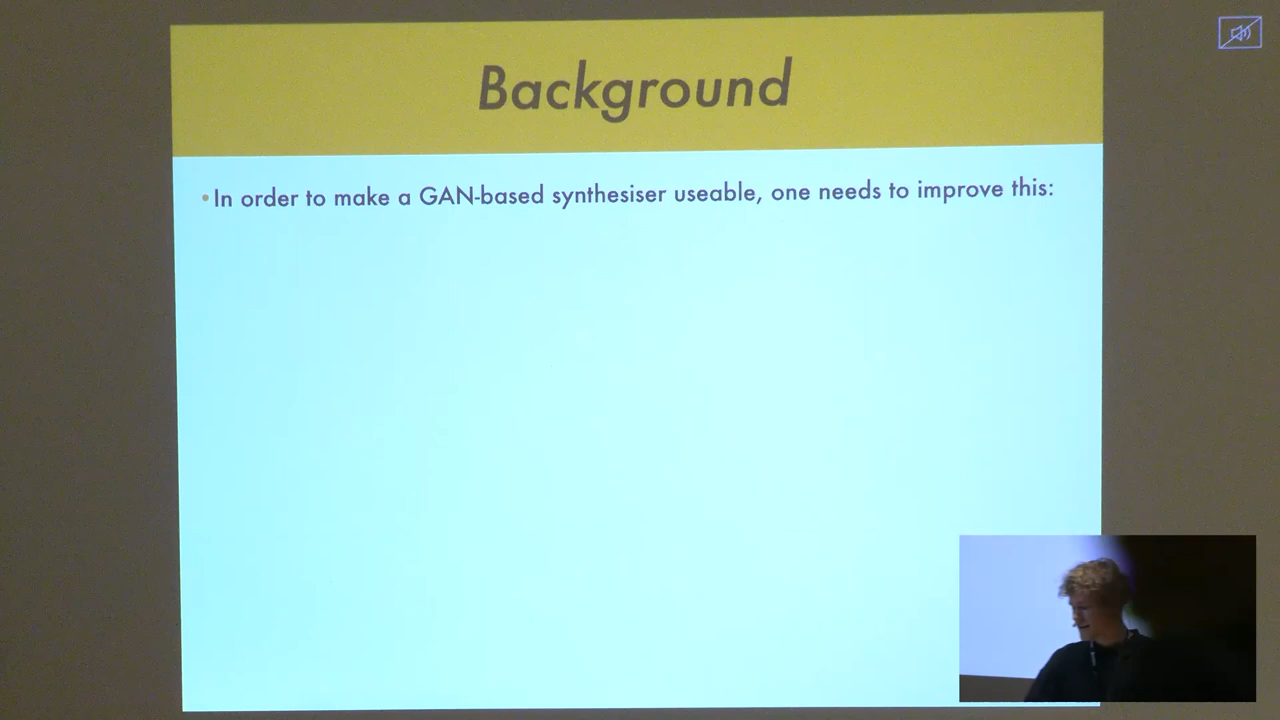 Background
•In order to make a GAN-based synthesiser useable, one needs to improve this: